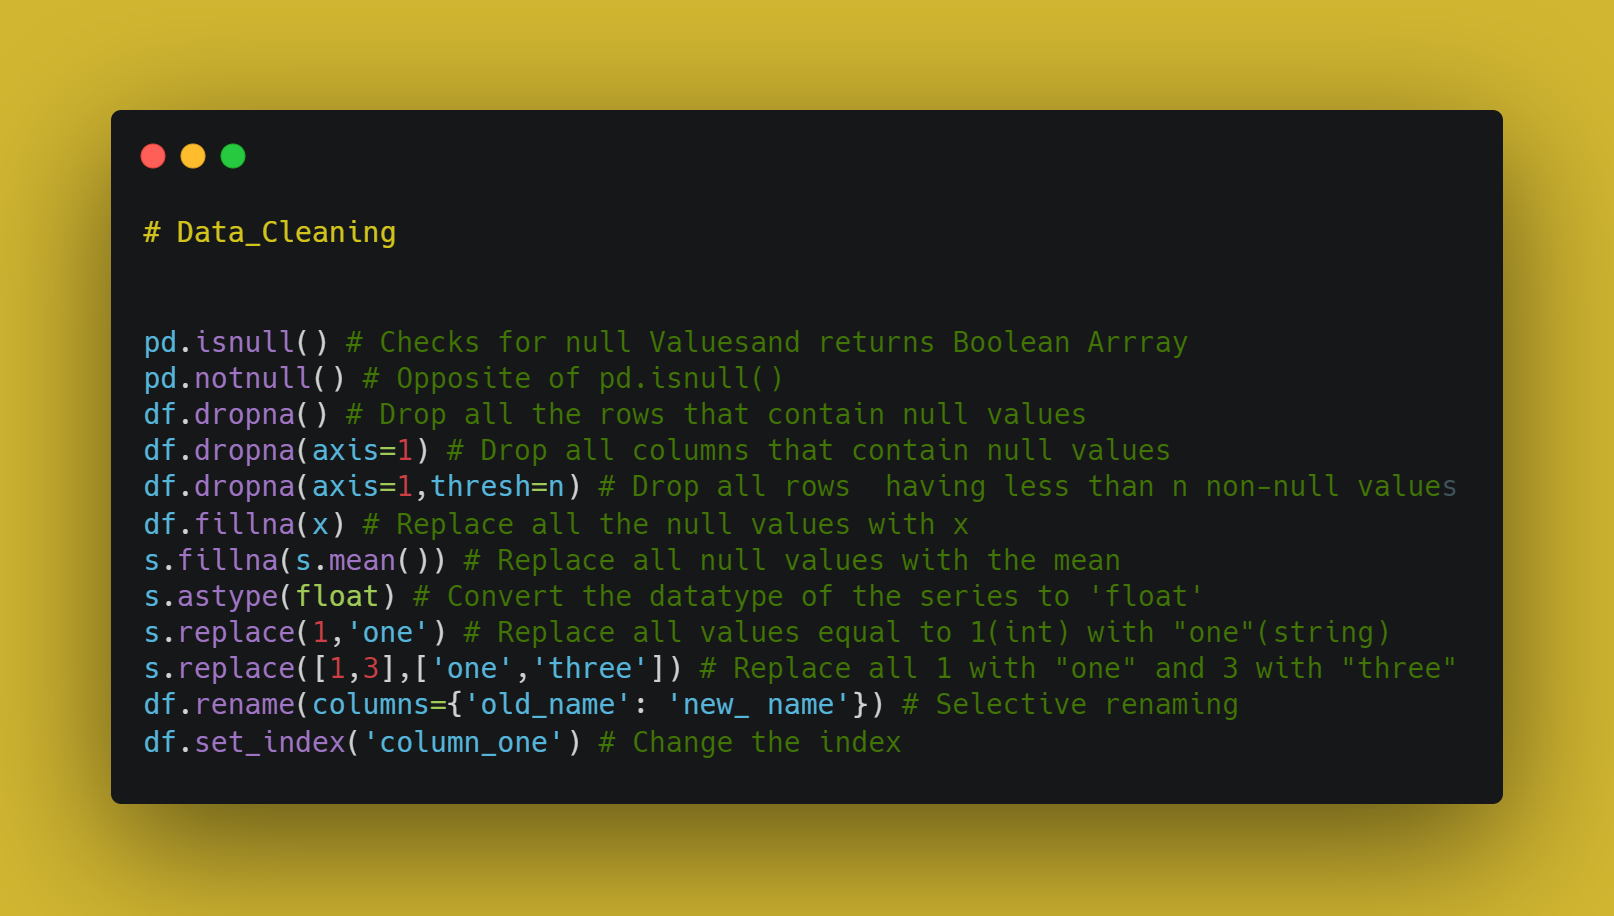 # Data_Cleaning
pd.isnull() # Checks for null Valuesand returns Boolean Arrray
pd.notnull() # Opposite of pd.isnull()
df.dropna() # Drop all the rows that contain null values
df.dropna(axis=1) # Drop all columns that contain null values
df.dropna(axis=1,thresh=n) # Drop all rows  having less than n non-null values
df.fillna(x) # Replace all the null values with x
s.fillna(s.mean()) # Replace all null values with the mean
s.astype(float) # Convert the datatype of the series to 'float'
s.replace(1,'one') # Replace all values equal to 1(int) with "one"(string)
s.replace([1,3],['one','three']) # Replace all 1 with "one" and 3 with "three"
df.rename(columns={'old_name': 'new_ name'}) # Selective renaming
df.set_index('column_one') # Change the index